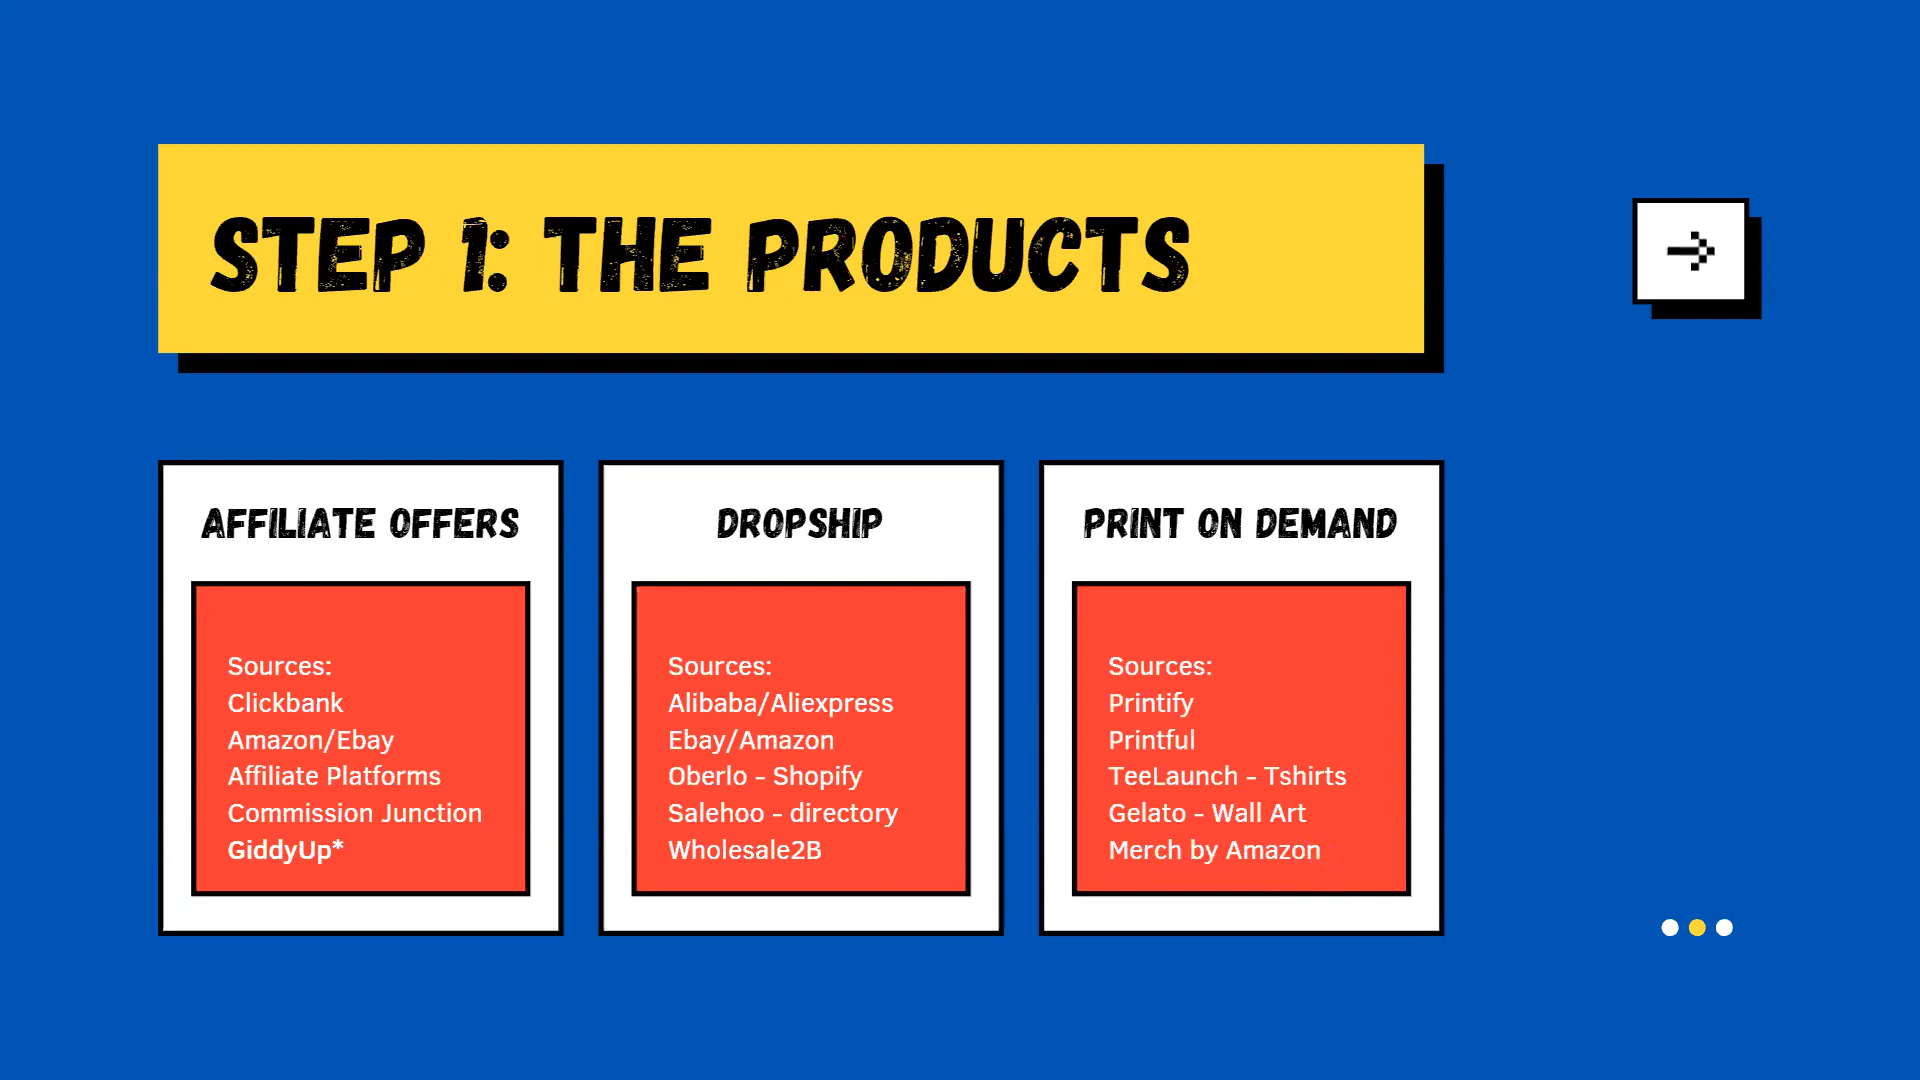 STEP 1: THE PRODUCTS
AFFILIATE OFFERS
Sources:
Clickbank
Amazon/Ebay
Affiliate Platforms
Commission Junction
GiddyUp*
DROPSHIP
Sources:
Alibaba/Aliexpress
Ebay/Amazon
Oberlo - Shopify
Salehoo - directory
Wholesale2B
PRINT ON DEMAND
Sources:
Printify
Printful
TeeLaunch - Tshirts
Gelato - Wall Art
Merch by Amazon